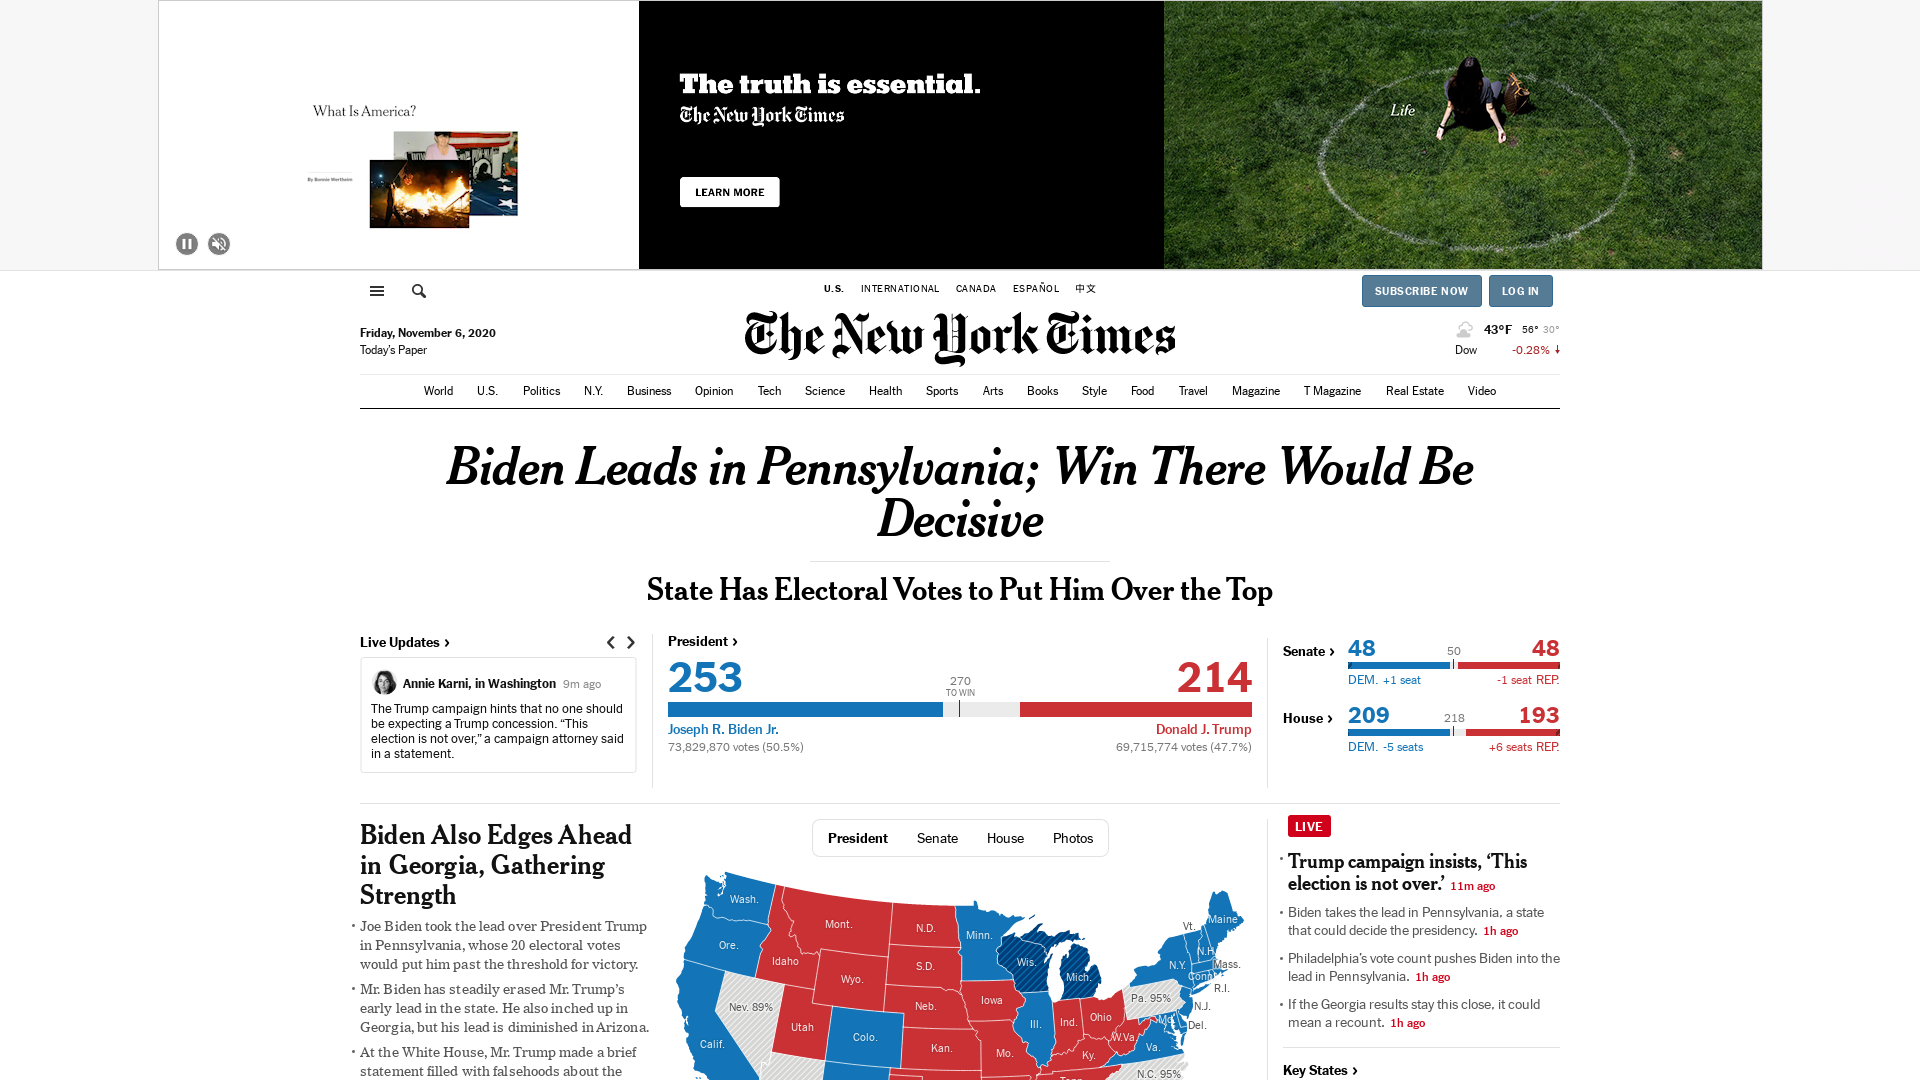 What Is America?
By Bonnie Wertheim
The truth is essential.
The New York Times
LEARN MORE
Life
U.S. INTERNATIONAL CANADA ESPAÑOL 中文
SUBSCRIBE NOW LOG IN
Friday, November 6, 2020
Today's Paper
The New York Times
43°F 56° 30°
Dow -0.28% ↓
World U.S. Politics N.Y. Business Opinion Tech Science Health Sports Arts Books Style Food Travel Magazine T Magazine Real Estate Video
Biden Leads in Pennsylvania; Win There Would Be
Decisive
State Has Electoral Votes to Put Him Over the Top
Live Updates ›
Annie Karni, in Washington 9m ago
The Trump campaign hints that no one should
be expecting a Trump concession. “This
election is not over,” a campaign attorney said
in a statement.
President ›
253 270 214
TO WIN
Joseph R. Biden Jr. Donald J. Trump
73,829,870 votes (50.5%) 69,715,774 votes (47.7%)
Senate › 48 50 48
DEM. +1 seat -1 seat REP.
House › 209 218 193
DEM. -5 seats +6 seats REP.
Biden Also Edges Ahead
in Georgia, Gathering
Strength
• Joe Biden took the lead over President Trump
in Pennsylvania, whose 20 electoral votes
would put him past the threshold for victory.
• Mr. Biden has steadily erased Mr. Trump’s
early lead in the state. He also inched up in
Georgia, but his lead is diminished in Arizona.
• At the White House, Mr. Trump made a brief
statement filled with falsehoods about the
President Senate House Photos
Wash.
Mont.
N.D.
Minn.
Maine
Vt.
Ore.
Idaho
S.D.
Wis.
Mich.
N.Y.
N.H.
Mass.
Wyo.
Conn.
R.I.
Nev. 89%
Neb.
Iowa
Pa. 95%
N.J.
Utah
Colo.
Ill.
Ind.
Ohio
Md.
Del.
Calif.
Kan.
Mo.
W.Va.
Ky.
Va.
Tenn.
N.C. 95%
LIVE
• Trump campaign insists, ‘This
election is not over.’ 11m ago
• Biden takes the lead in Pennsylvania, a state
that could decide the presidency. 1h ago
• Philadelphia’s vote count pushes Biden into the
lead in Pennsylvania. 1h ago
• If the Georgia results stay this close, it could
mean a recount. 1h ago
Key States ›